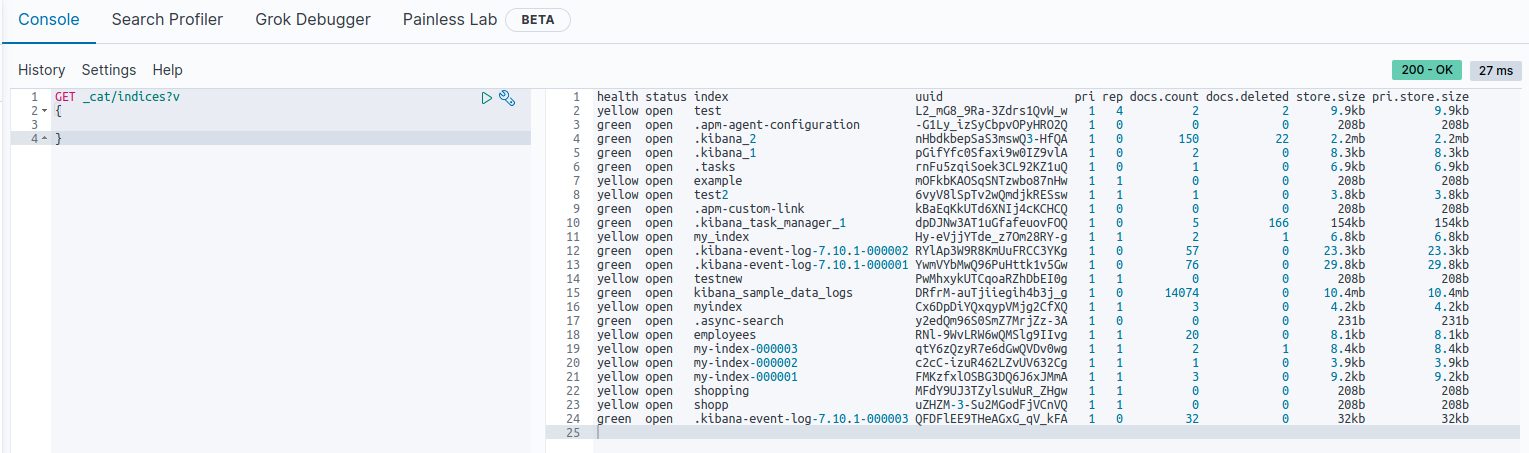 Console Search Profiler Grok Debugger Painless Lab BETA
History Settings Help 200 - OK 27 ms
1 GET _cat/indices?v
2 {
3
4 }
1 health status index uuid pri rep docs.count docs.deleted store.size pri.store.size
2 yellow open test L2_mG8_9Ra-3Zdrs1QvW_w 1 4 2 2 9.9kb 9.9kb
3 green open .apm-agent-configuration -G1Ly_izSyCbpvOPyHRO2Q 1 0 0 0 208b 208b
4 green open .kibana_2 nHbdkbepSaS3mswQ3-HfQA 1 0 150 22 2.2mb 2.2mb
5 green open .kibana_1 pGifYfc0Sfaxi9w0IZ9vlA 1 0 2 0 8.3kb 8.3kb
6 green open .tasks rnFu5zqiSoek3CL92KZ1uQ 1 0 1 0 6.9kb 6.9kb
7 yellow open example mOFkbKAOSqSNTzwbo87nHw 1 1 0 0 208b 208b
8 yellow open test2 6vyV8lSpTv2wQmdjkRESsw 1 1 1 0 3.8kb 3.8kb
9 green open .apm-custom-link kBaEqKkUTd6XNIj4cKCHCQ 1 0 0 0 208b 208b
10 green open .kibana_task_manager_1 dpDJNw3AT1uGfafeuovFOQ 1 0 5 166 154kb 154kb
11 yellow open my_index Hy-eVjjYTde_z7Om28RY-g 1 1 2 1 6.8kb 6.8kb
12 green open .kibana-event-log-7.10.1-000002 RYlAp3W9R8KmUuFRCC3YKg 1 0 57 0 23.3kb 23.3kb
13 green open .kibana-event-log-7.10.1-000001 YwmVYbMwQ96PuHttk1v5Gw 1 0 76 0 29.8kb 29.8kb
14 yellow open testnew PwMhxykUTCqoaRZhDbEI0g 1 1 0 0 208b 208b
15 green open kibana_sample_data_logs DRfrM-auTjiiegih4b3j_g 1 0 14074 0 10.4mb 10.4mb
16 yellow open myindex Cx6DpDiYQxqypVMjg2CfXQ 1 1 3 0 4.2kb 4.2kb
17 green open .async-search y2edQm96S0SmZ7MrjZz-3A 1 0 0 0 231b 231b
18 yellow open employees RNl-9WvLRW6wQMSlg9IIvg 1 1 20 0 8.1kb 8.1kb
19 yellow open my-index-000003 qtY6zQzyR7e6dGwQVDv0wg 1 1 2 1 8.4kb 8.4kb
20 yellow open my-index-000002 c2cC-izuR462LZvUV632Cg 1 1 1 0 3.9kb 3.9kb
21 yellow open my-index-000001 FMKzfxlOSBG3DQ6J6xJMmA 1 1 3 0 9.2kb 9.2kb
22 yellow open shopping MFdY9UJ3TZylsuWuR_ZHgw 1 1 0 0 208b 208b
23 yellow open shopp uZHZM-3-Su2MGodFjVCnVQ 1 1 0 0 208b 208b
24 green open .kibana-event-log-7.10.1-000003 QFDFlEE9THeAGxG_qV_kFA 1 0 32 0 32kb 32kb
25